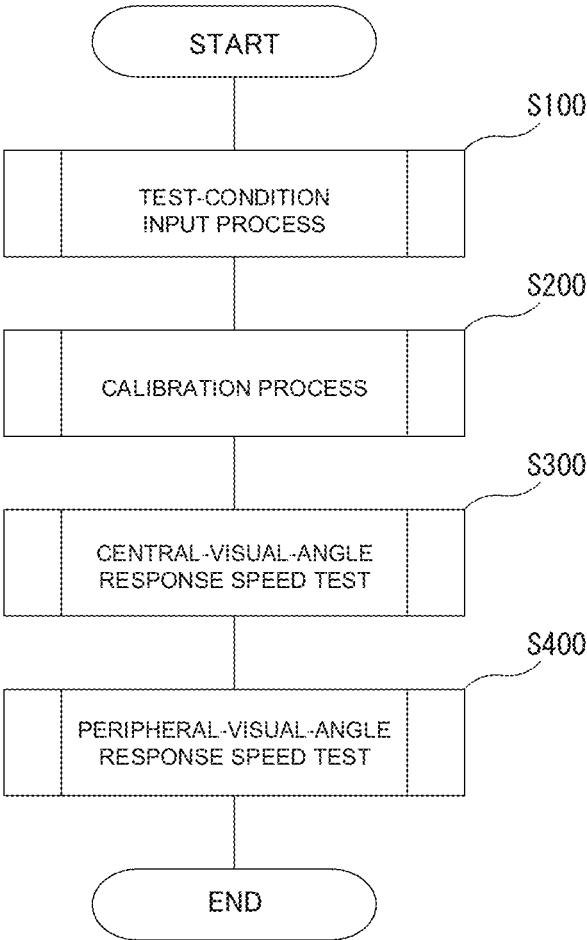 START
S100
TEST-CONDITION
INPUT PROCESS
S200
CALIBRATION PROCESS
S300
CENTRAL-VISUAL-ANGLE
RESPONSE SPEED TEST
S400
PERIPHERAL-VISUAL-ANGLE
RESPONSE SPEED TEST
END